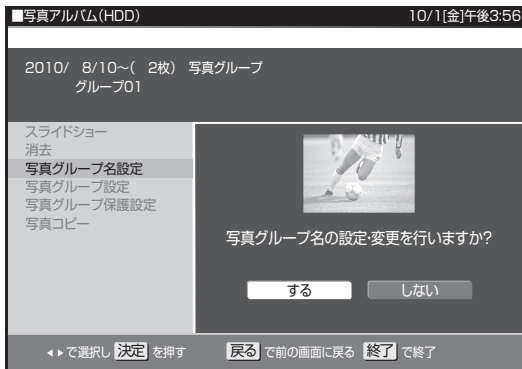 ■写真アルバム(HDD) 10/1[金]午後3:56
2010/ 8/10~( 2枚) 写真グループ
グループ01
スライドショー
消去
写真グループ名設定
写真グループ設定
写真グループ保護設定
写真コピー
写真グループ名の設定・変更を行いますか?
する しない
◀▶で選択し 決定 を押す 戻る で前の画面に戻る 終了 で終了